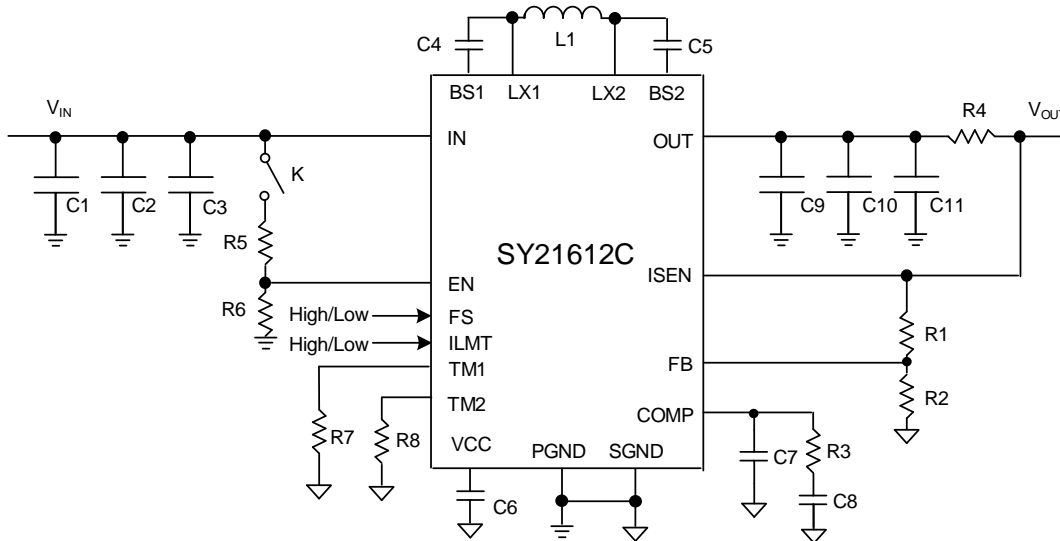 C4
L1
C5
BS1 LX1 LX2 BS2
V_IN
IN
OUT
R4
V_OUT
K
C1 C2 C3
C9 C10 C11
R5
SY21612C
EN
ISEN
R6
High/Low
FS
High/Low
ILMT
R1
TM1
FB
TM2
R2
COMP
R7 R8
VCC
PGND SGND
C7 R3
C6
C8